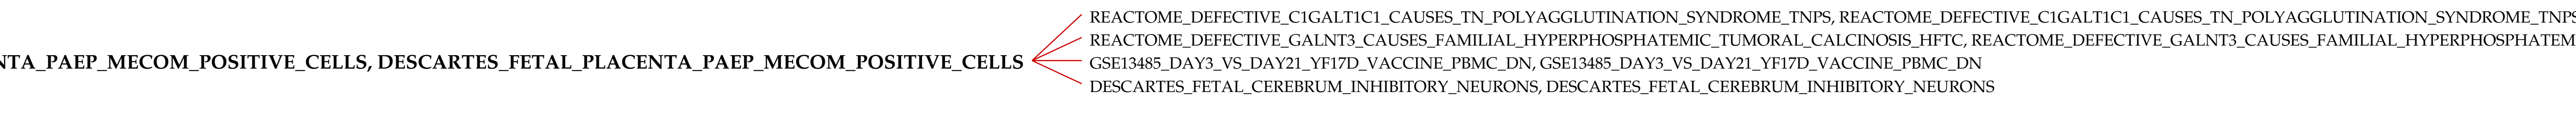 NTA_PAEP_MECOM_POSITIVE_CELLS, DESCARTES_FETAL_PLACENTA_PAEP_MECOM_POSITIVE_CELLS
REACTOME_DEFECTIVE_C1GALT1C1_CAUSES_TN_POLYAGGLUTINATION_SYNDROME_TNPS, REACTOME_DEFECTIVE_C1GALT1C1_CAUSES_TN_POLYAGGLUTINATION_SYNDROME_TNPS
REACTOME_DEFECTIVE_GALNT3_CAUSES_FAMILIAL_HYPERPHOSPHATEMIC_TUMORAL_CALCINOSIS_HFTC, REACTOME_DEFECTIVE_GALNT3_CAUSES_FAMILIAL_HYPERPHOSPHATEM
GSE13485_DAY3_VS_DAY21_YF17D_VACCINE_PBMC_DN, GSE13485_DAY3_VS_DAY21_YF17D_VACCINE_PBMC_DN
DESCARTES_FETAL_CEREBRUM_INHIBITORY_NEURONS, DESCARTES_FETAL_CEREBRUM_INHIBITORY_NEURONS